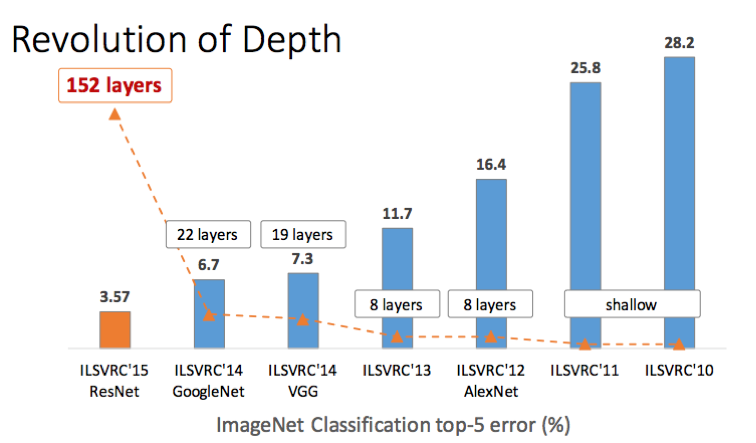 Revolution of Depth
28.2
25.8
152 layers
16.4
11.7
22 layers
19 layers
6.7
7.3
3.57
8 layers
8 layers
shallow
ILSVRC'15
ResNet
ILSVRC'14
GoogleNet
ILSVRC'14
VGG
ILSVRC'13
ILSVRC'12
AlexNet
ILSVRC'11
ILSVRC'10
ImageNet Classification top-5 error (%)